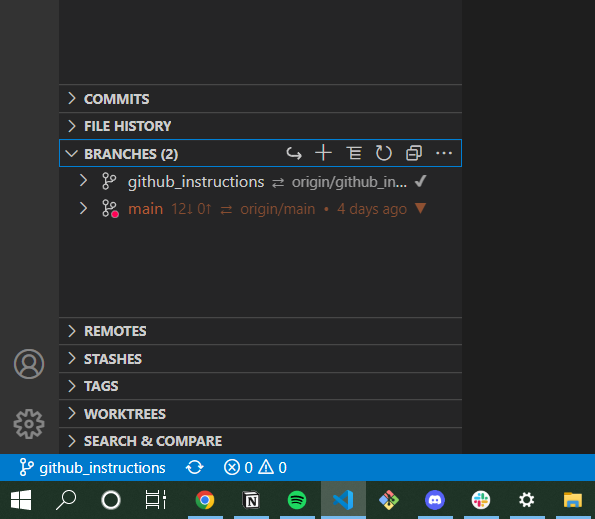 COMMITS
FILE HISTORY
BRANCHES (2)
github_instructions ⇄ origin/github_in... ✔
main 12↓ 0↑ ⇄ origin/main • 4 days ago ▼
REMOTES
STASHES
TAGS
WORKTREES
SEARCH & COMPARE
github_instructions 0 0